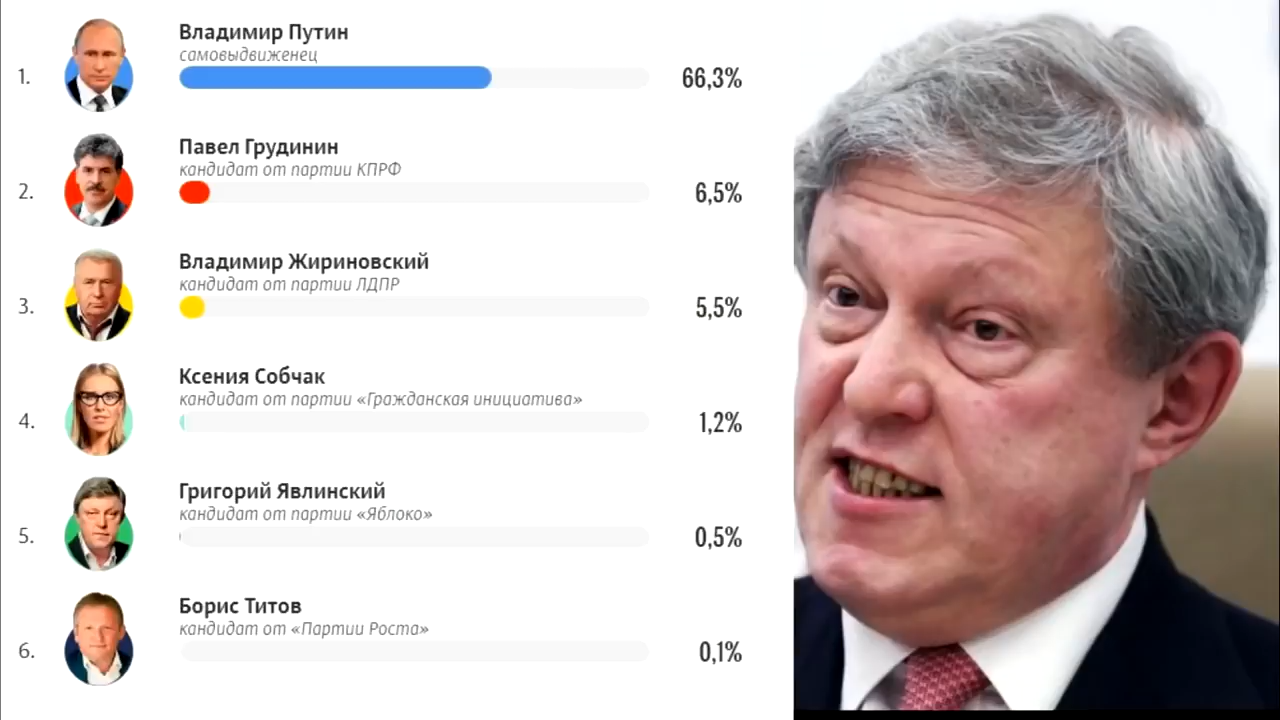 Владимир Путин
самовыдвиженец
1.
66,3%
Павел Грудинин
кандидат от партии КПРФ
2.
6,5%
Владимир Жириновский
кандидат от партии ЛДПР
3.
5,5%
Ксения Собчак
кандидат от партии «Гражданская инициатива»
4.
1,2%
Григорий Явлинский
кандидат от партии «Яблоко»
5.
0,5%
Борис Титов
кандидат от «Партии Роста»
6.
0,1%